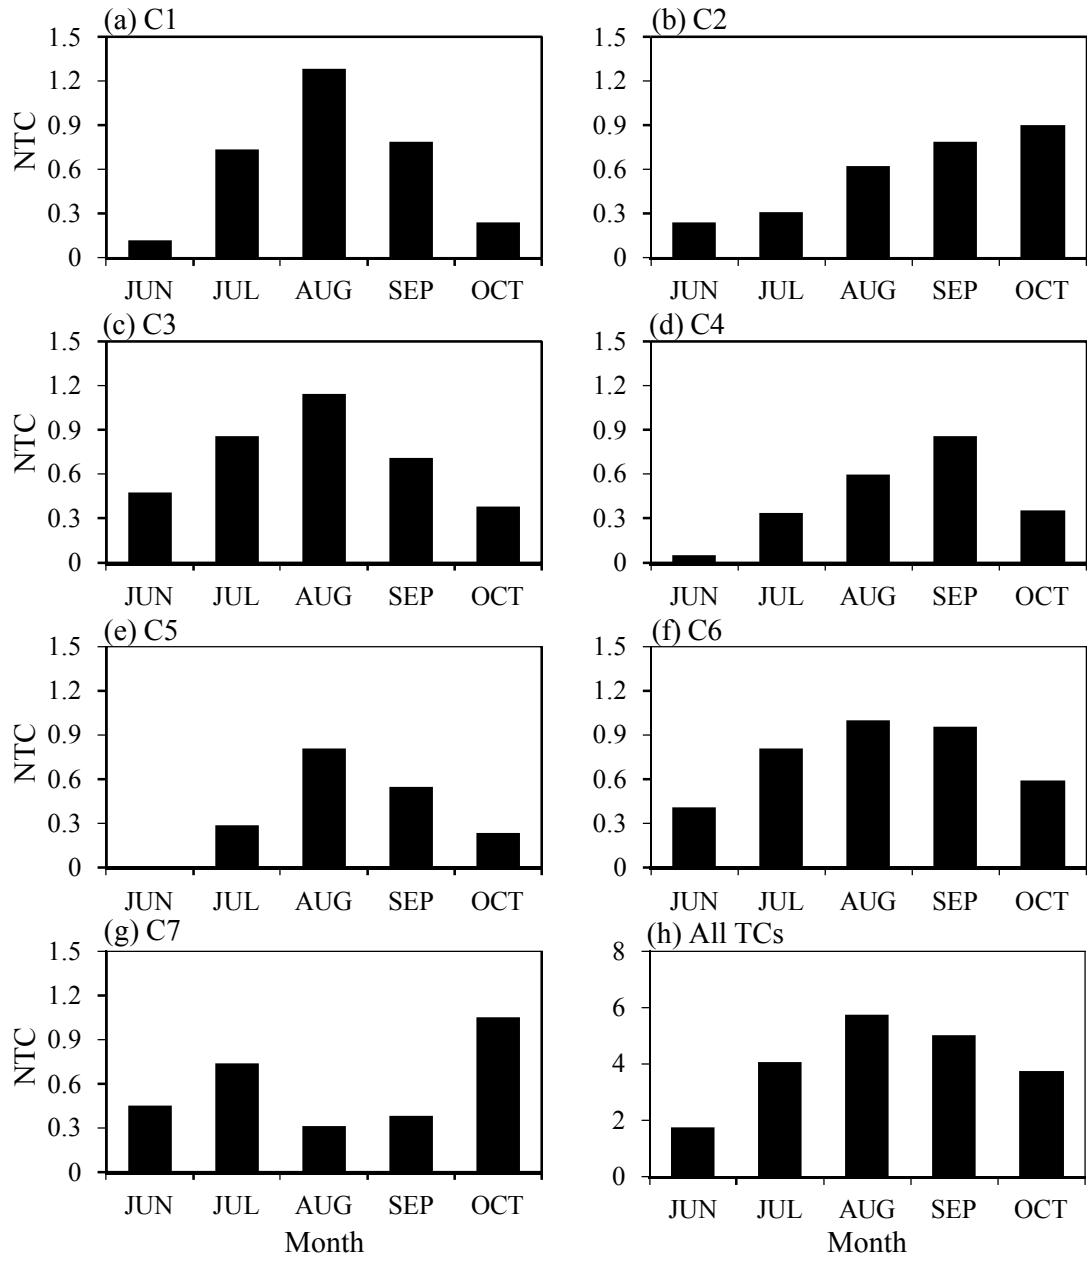 (a) C1
1.5
1.2
0.9
0.6
0.3
0
NTC
JUN JUL AUG SEP OCT
(b) C2
1.5
1.2
0.9
0.6
0.3
0
JUN JUL AUG SEP OCT
(c) C3
1.5
1.2
0.9
0.6
0.3
0
NTC
JUN JUL AUG SEP OCT
(d) C4
1.5
1.2
0.9
0.6
0.3
0
JUN JUL AUG SEP OCT
(e) C5
1.5
1.2
0.9
0.6
0.3
0
NTC
JUN JUL AUG SEP OCT
(f) C6
1.5
1.2
0.9
0.6
0.3
0
JUN JUL AUG SEP OCT
(g) C7
1.5
1.2
0.9
0.6
0.3
0
NTC
JUN JUL AUG SEP OCT
Month
(h) All TCs
8
6
4
2
0
JUN JUL AUG SEP OCT
Month